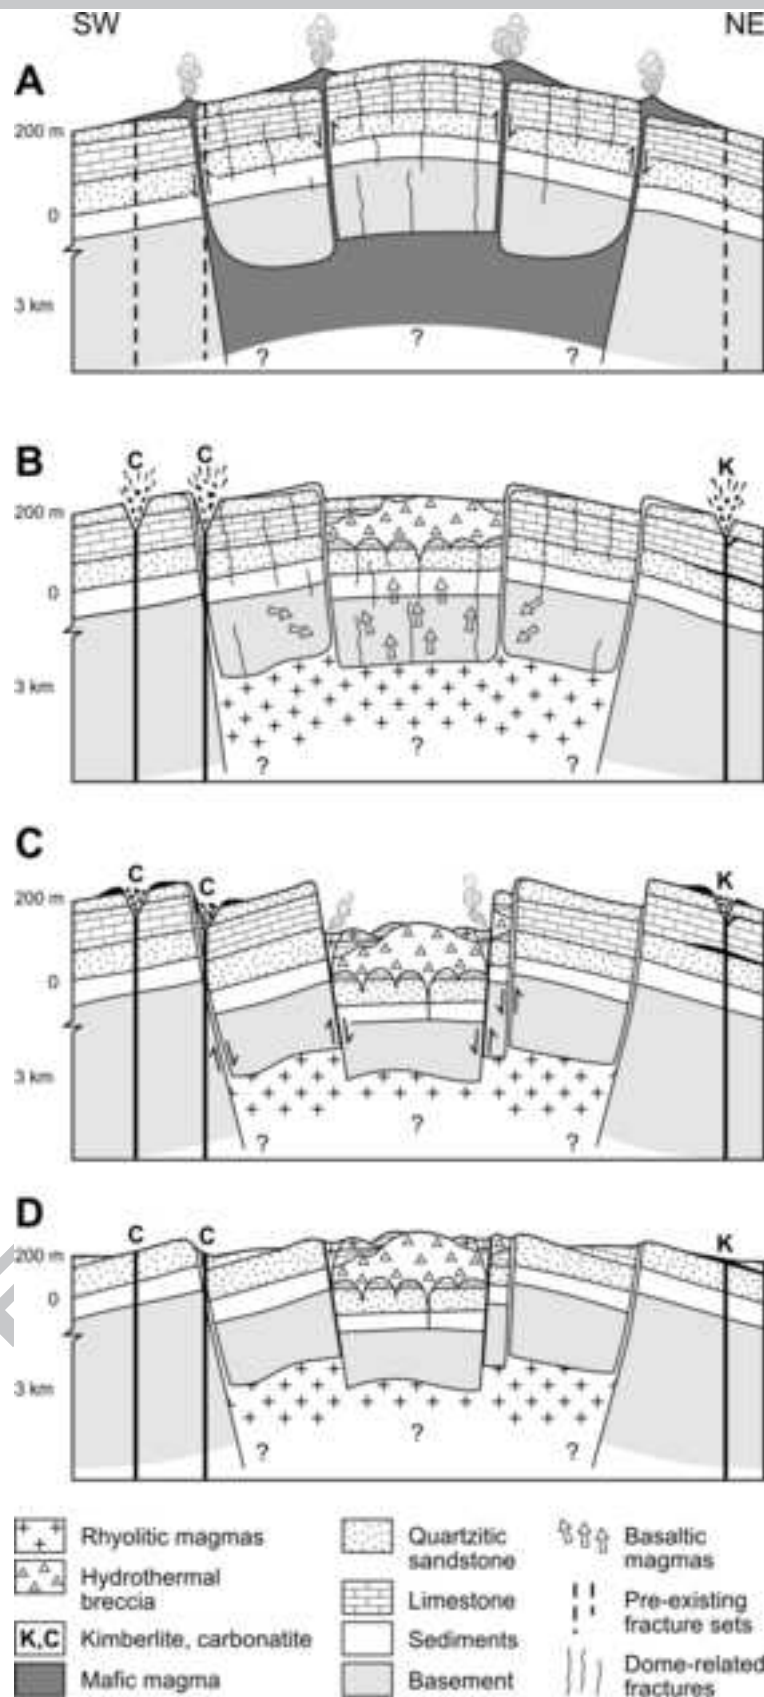 SW NE
A
200 m
0
3 km
? ? ?
B
C C K
200 m
0
3 km
? ? ?
C
C C K
200 m
0
3 km
? ? ?
D
C C K
200 m
0
3 km
? ? ?
Rhyolitic magmas
Hydrothermal
breccia
K,C Kimberlite, carbonatite
Mafic magma
Quartzitic
sandstone
Limestone
Sediments
Basement
Basaltic
magmas
Pre-existing
fracture sets
Dome-related
fractures